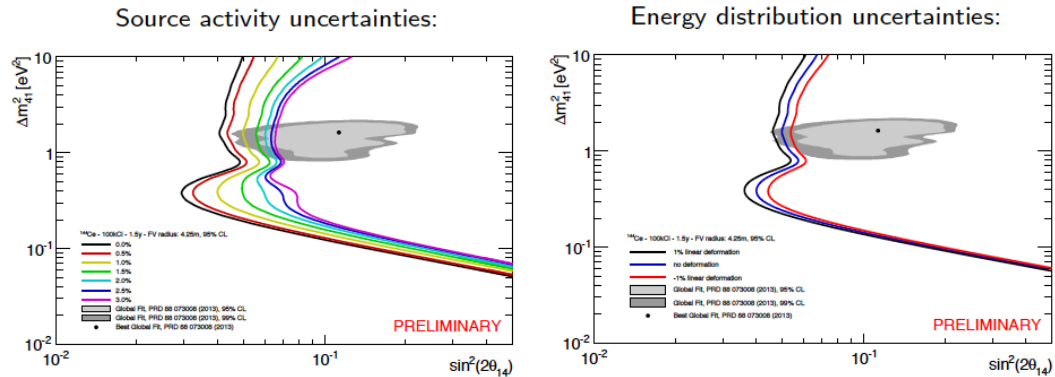 Source activity uncertainties:
Δm²₄₁ [eV²]
10
1
10⁻¹
10⁻²
¹⁴⁴Ce - 100kCi - 1.5y - FV radius: 4.25m, 95% CL
0.0%
0.5%
1.0%
1.5%
2.0%
2.5%
3.0%
Global Fit, PRD 88 073008 (2013), 95% CL
Global Fit, PRD 88 073008 (2013), 99% CL
Best Global Fit, PRD 88 073008 (2013)
PRELIMINARY
10⁻²
10⁻¹
sin²(2θ₁₄)
Energy distribution uncertainties:
Δm²₄₁ [eV²]
10
1
10⁻¹
10⁻²
¹⁴⁴Ce - 100kCi - 1.5y - FV radius: 4.25m, 95% CL
1% linear deformation
no deformation
-1% linear deformation
Global Fit, PRD 88 073008 (2013), 95% CL
Global Fit, PRD 88 073008 (2013), 99% CL
Best Global Fit, PRD 88 073008 (2013)
PRELIMINARY
10⁻²
10⁻¹
sin²(2θ₁₄)